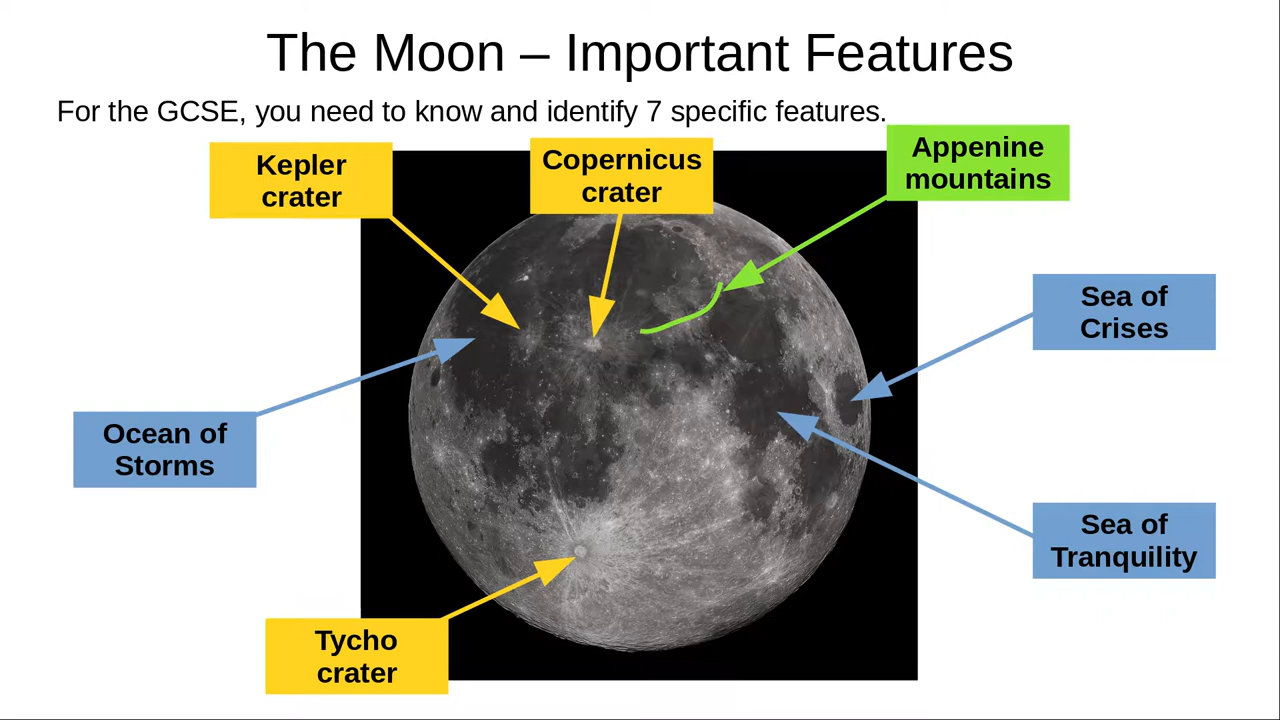 The Moon – Important Features
For the GCSE, you need to know and identify 7 specific features.
Kepler
crater
Copernicus
crater
Appenine
mountains
Sea of
Crises
Ocean of
Storms
Sea of
Tranquility
Tycho
crater